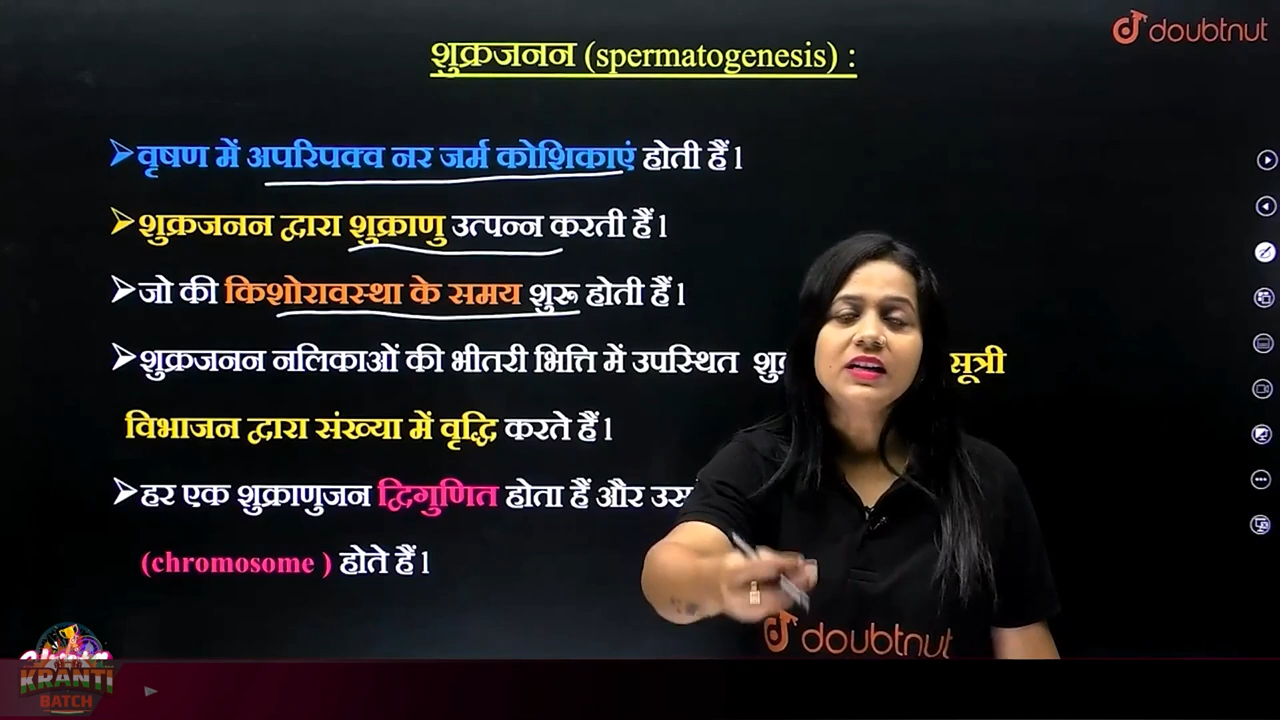 doubtnut
शुक्रजनन (spermatogenesis) :
➢वृषण में अपरिपक्व नर जर्म कोशिकाएं होती हैं l
➢शुक्रजनन द्वारा शुक्राणु उत्पन्न करती हैं l
➢जो की किशोरावस्था के समय शुरू होती हैं l
➢शुक्रजनन नलिकाओं की भीतरी भित्ति में उपस्थित सूत्री
विभाजन द्वारा संख्या में वृद्धि करते हैं l
➢हर एक शुक्राणुजन द्विगुणित होता हैं और
(chromosome ) होते हैं l
doubtnut
KRANTI
BATCH